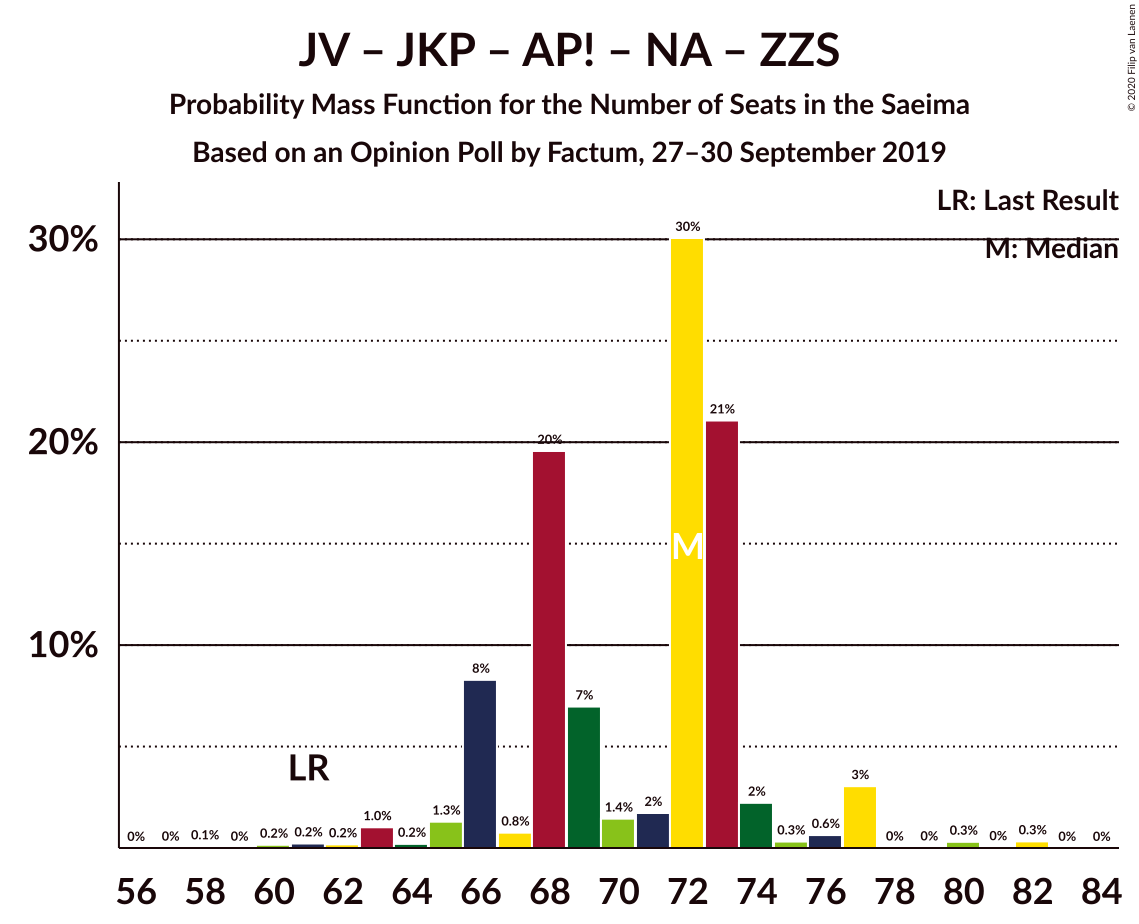 JV – JKP – AP! – NA – ZZS
Probability Mass Function for the Number of Seats in the Saeima
Based on an Opinion Poll by Factum, 27–30 September 2019
© 2020 Filip van Laenen
LR: Last Result
M: Median
30%
20%
10%
0% 0% 0.1% 0% 0.2% 0.2% 0.2% 1.0% 0.2% 1.3% 8% 0.8% 20% 7% 1.4% 2% 30% 21% 2% 0.3% 0.6% 3% 0% 0% 0.3% 0% 0.3% 0% 0%
LR
M
56 58 60 62 64 66 68 70 72 74 76 78 80 82 84